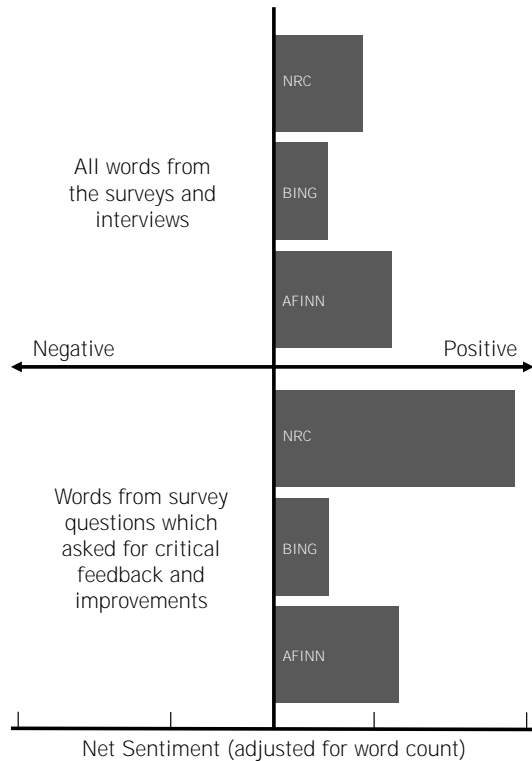 NRC
All words from
the surveys and
interviews
BING
AFINN
Negative
Positive
NRC
Words from survey
questions which
asked for critical
feedback and
improvements
BING
AFINN
Net Sentiment (adjusted for word count)